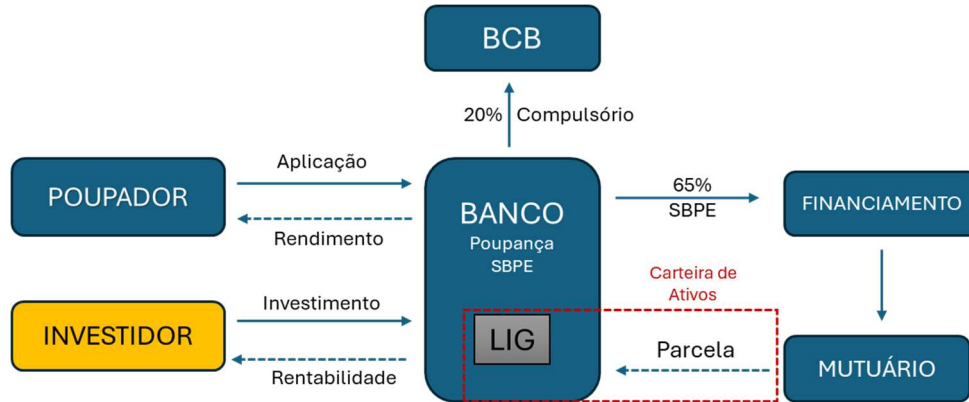 BCB
20% Compulsório
Aplicação
POUPADOR
Rendimento
BANCO
Poupança
SBPE
65%
SBPE
FINANCIAMENTO
Carteira de
Ativos
Investimento
INVESTIDOR
Rentabilidade
LIG
Parcela
MUTUÁRIO